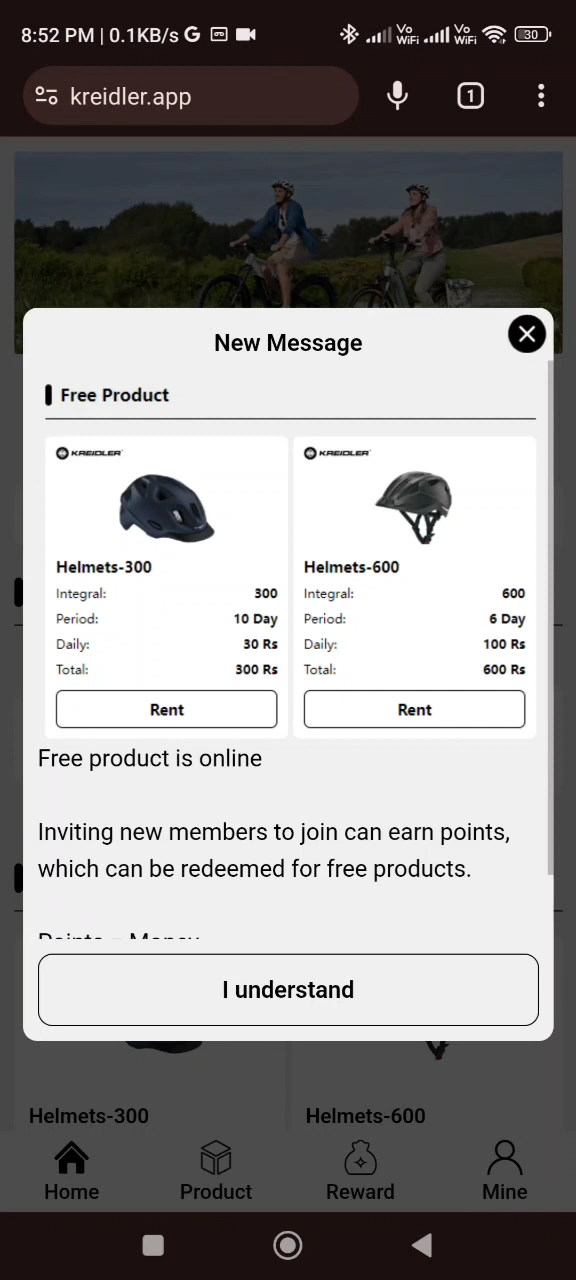 8:52 PM | 0.1KB/s G
Vo WiFi Vo WiFi 30
kreidler.app
1
New Message
Free Product
KREIDLER KREIDLER
Helmets-300 Helmets-600
Integral: 300 Integral: 600
Period: 10 Day Period: 6 Day
Daily: 30 Rs Daily: 100 Rs
Total: 300 Rs Total: 600 Rs
Rent Rent
Free product is online
Inviting new members to join can earn points,
which can be redeemed for free products.
Points = Money
I understand
Helmets-300 Helmets-600
Home Product Reward Mine